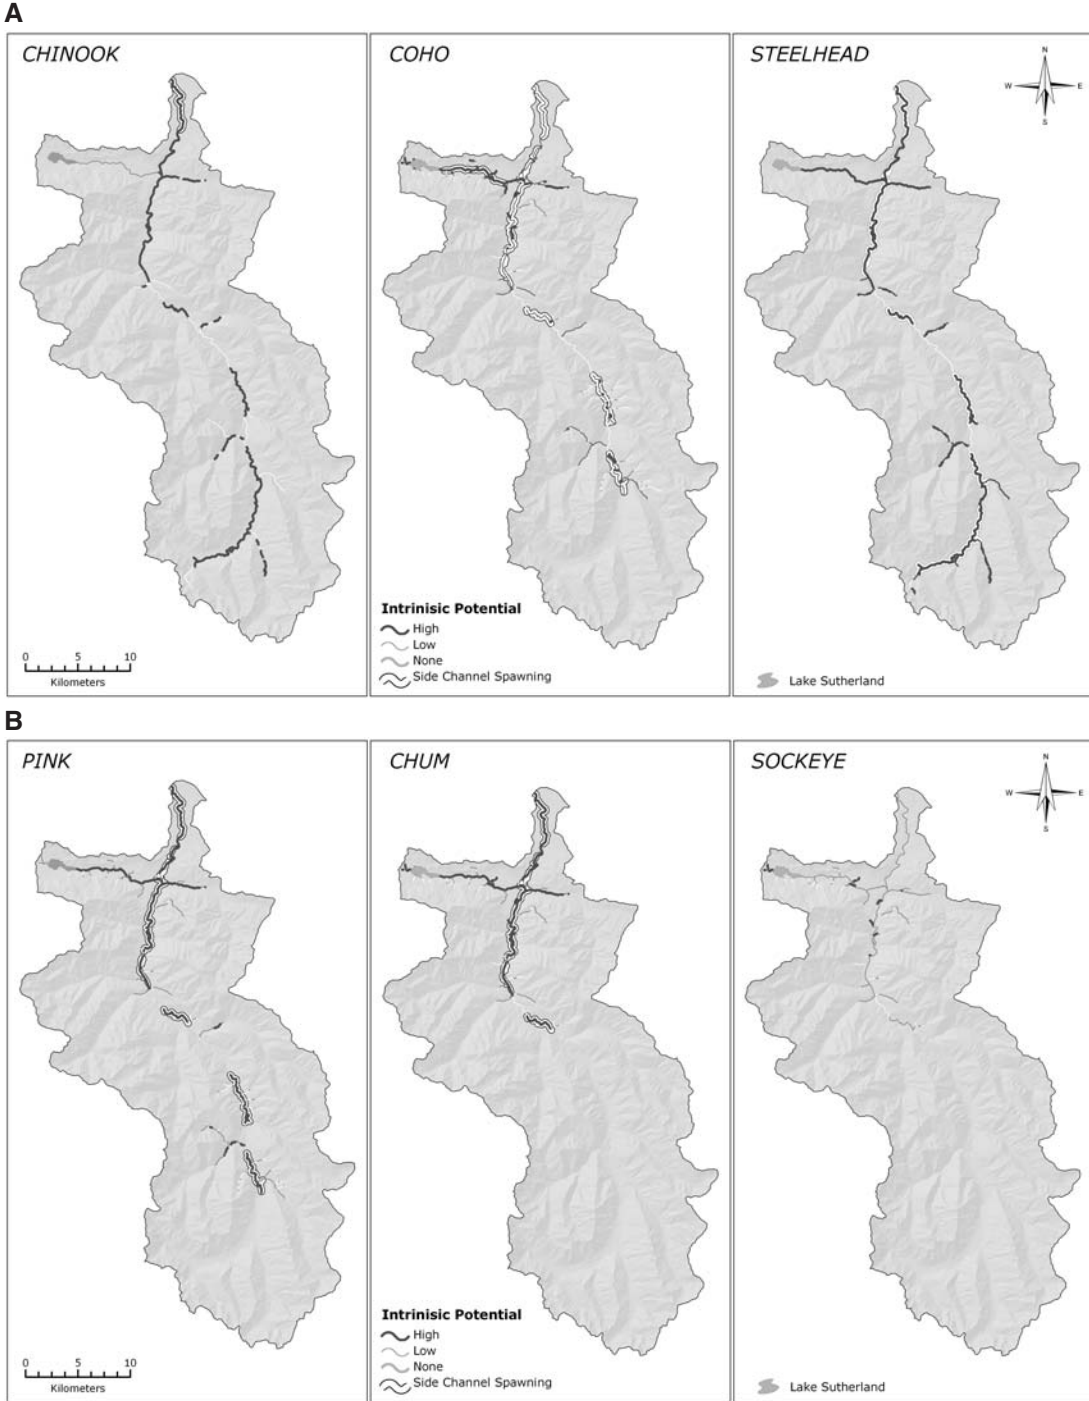 A
CHINOOK
COHO
STEELHEAD
N
W E
S
Intrinisic Potential
High
Low
None
Side Channel Spawning
0 5 10
Kilometers
Lake Sutherland
B
PINK
CHUM
SOCKEYE
N
W E
S
Intrinisic Potential
High
Low
None
Side Channel Spawning
0 5 10
Kilometers
Lake Sutherland